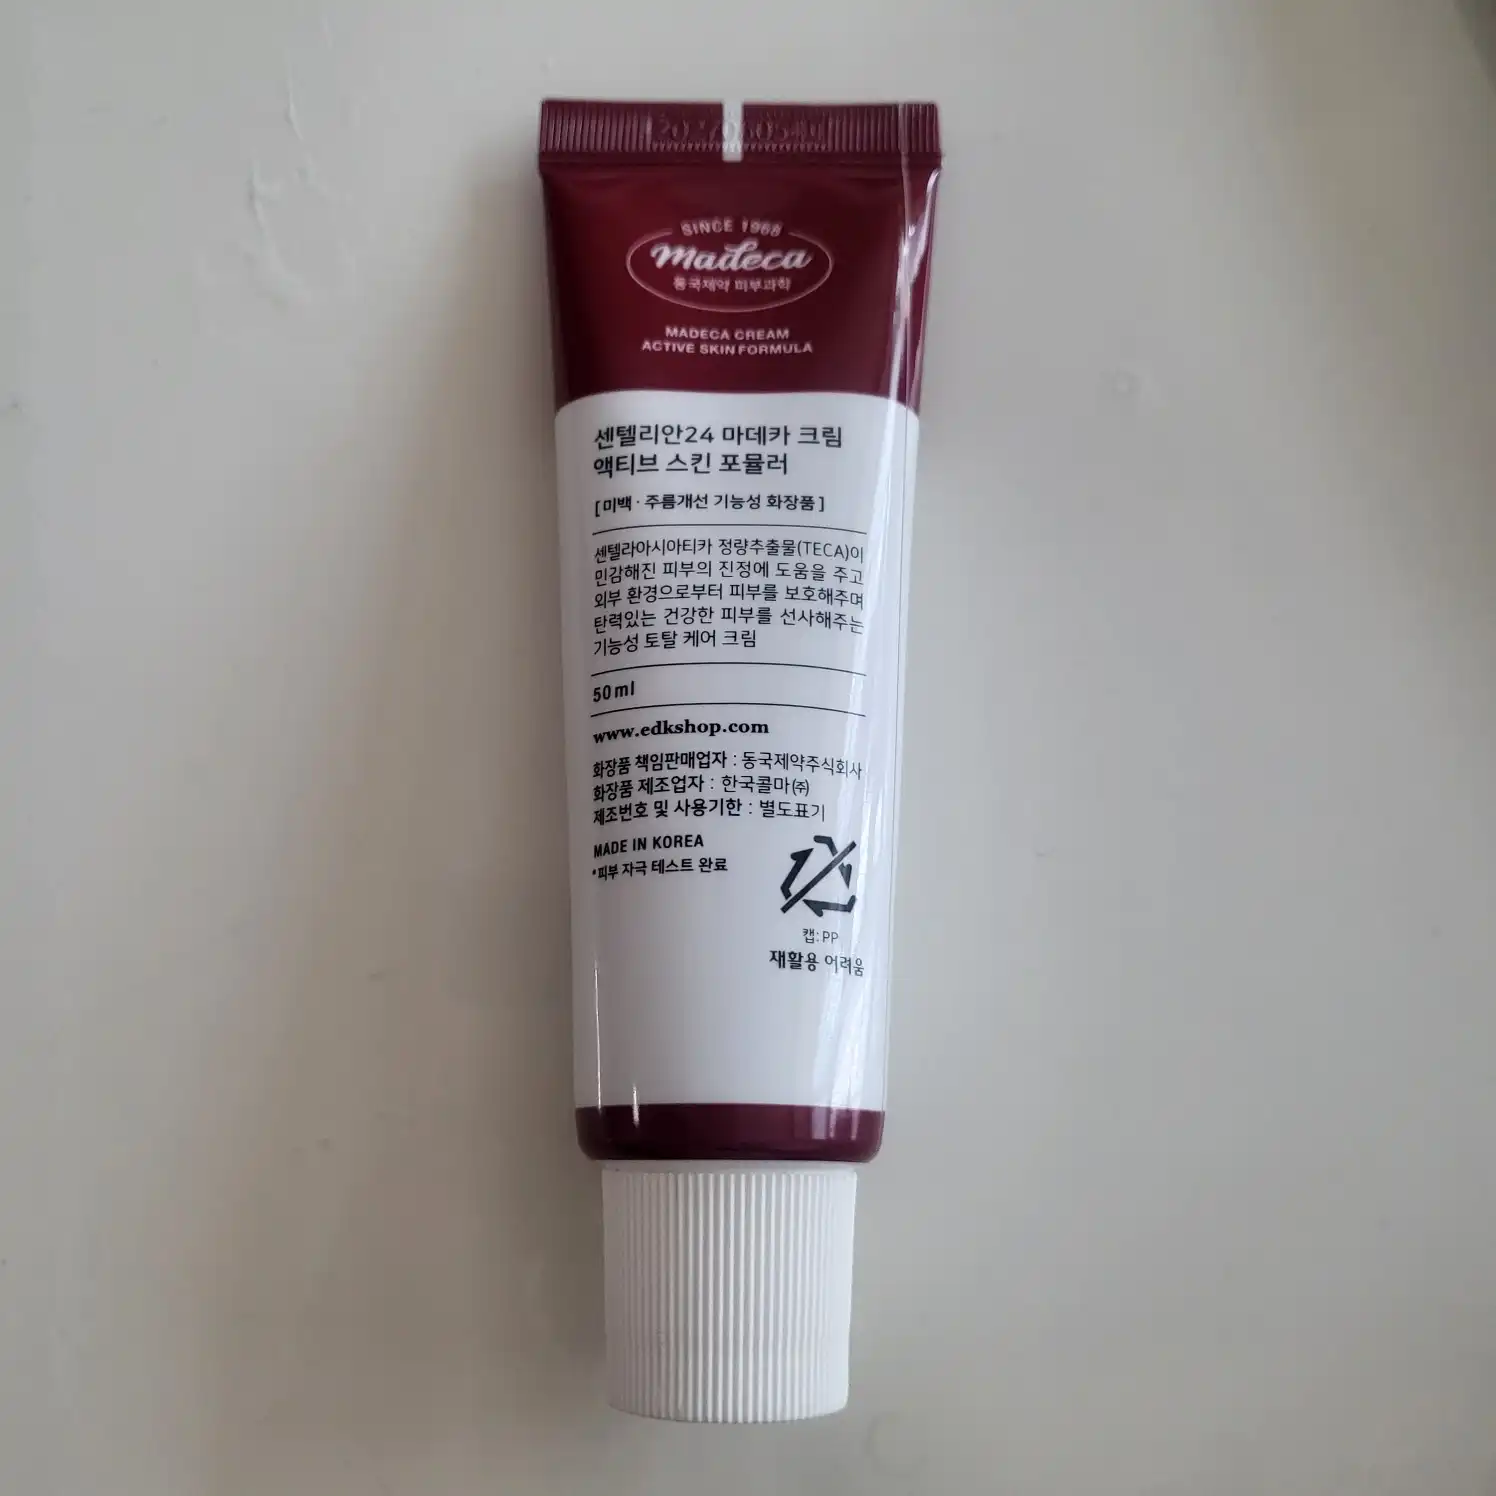 SINCE 1968
madeca
동국제약 피부과학
MADECA CREAM
ACTIVE SKIN FORMULA
센텔리안24 마데카 크림
액티브 스킨 포뮬러
[ 미백 · 주름개선 기능성 화장품 ]
센텔라아시아티카 정량추출물(TECA)이
민감해진 피부의 진정에 도움을 주고
외부 환경으로부터 피부를 보호해주며
탄력있는 건강한 피부를 선사해주는
기능성 토탈 케어 크림
50ml
www.edkshop.com
화장품 책임판매업자 : 동국제약주식회사
화장품 제조업자 : 한국콜마㈜
제조번호 및 사용기한 : 별도표기
MADE IN KOREA
*피부 자극 테스트 완료
캡: PP
재활용 어려움